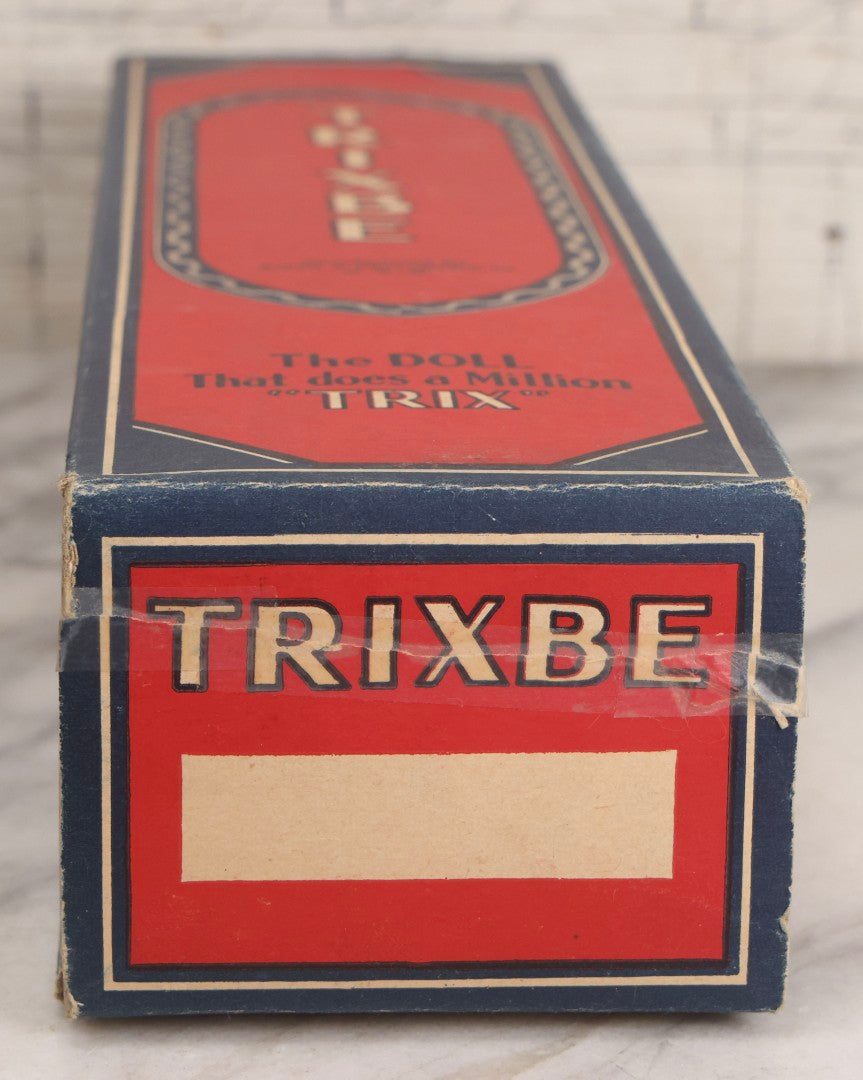 The DOLL
That does a Million
"TRIX"
TRIXBE